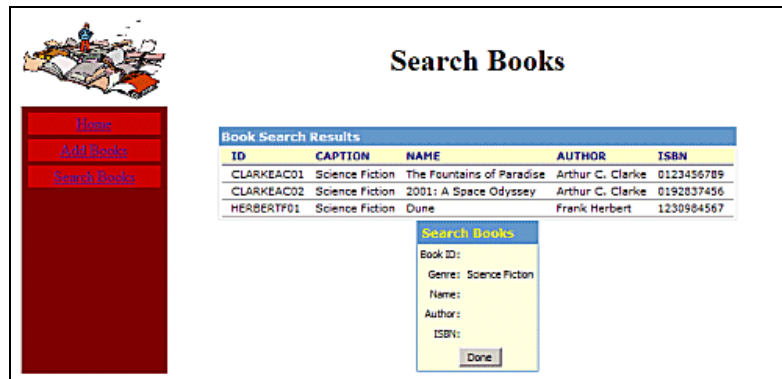 Search Books
Home
Add Books
Search Books
Book Search Results
ID CAPTION NAME AUTHOR ISBN
CLARKEAC01 Science Fiction The Fountains of Paradise Arthur C. Clarke 0123456789
CLARKEAC02 Science Fiction 2001: A Space Odyssey Arthur C. Clarke 0192837456
HERBERTF01 Science Fiction Dune Frank Herbert 1230984567
Search Books
Book ID:
Genre: Science Fiction
Name:
Author:
ISBN:
Done